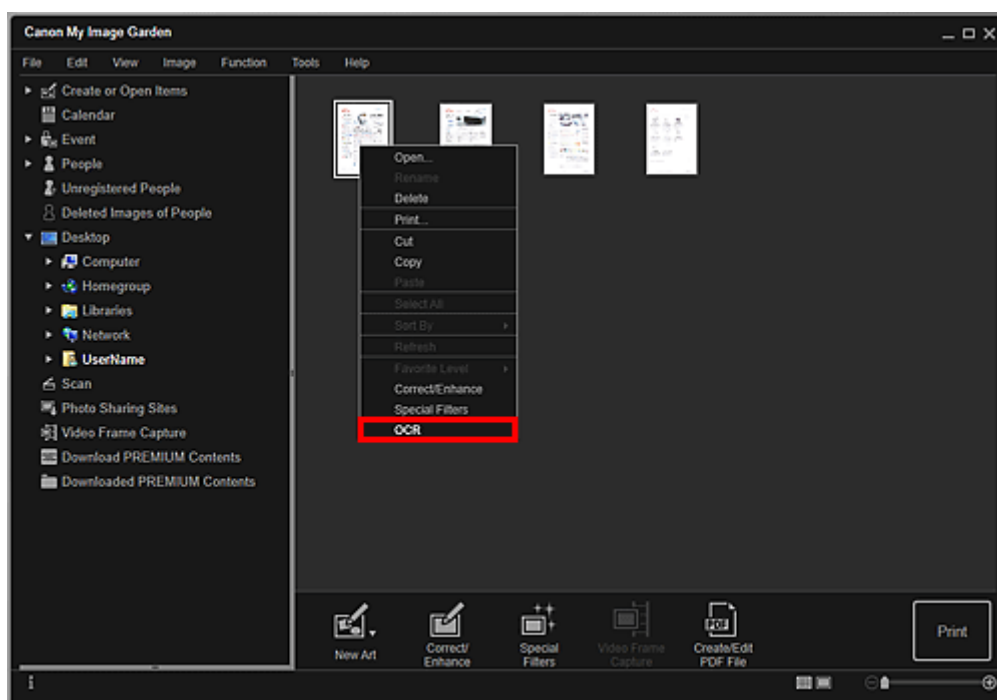 Canon My Image Garden
File Edit View Image Function Tools Help
Create or Open Items
Calendar
Event
People
Unregistered People
Deleted Images of People
Desktop
Computer
Homegroup
Libraries
Network
UserName
Scan
Photo Sharing Sites
Video Frame Capture
Download PREMIUM Contents
Downloaded PREMIUM Contents
Open...
Rename
Delete
Print...
Cut
Copy
Paste
Select All
Sort By
Refresh
Favorite Level
Correct/Enhance
Special Filters
OCR
New Art
Correct/
Enhance
Special
Filters
Video Frame
Capture
PDF
Create/Edit
PDF File
Print